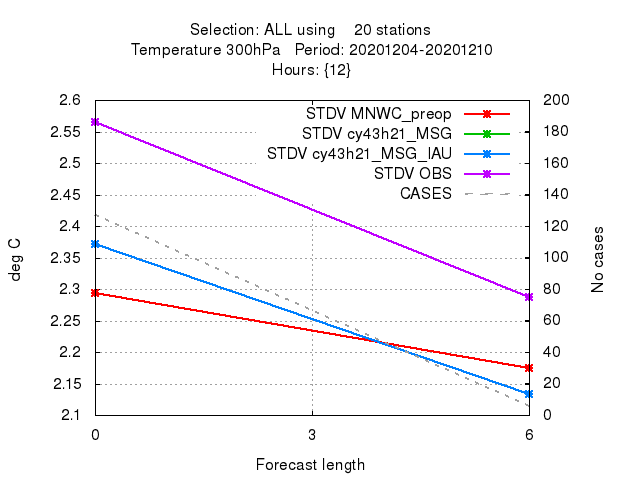 Selection: ALL using    20 stations
Temperature 300hPa   Period: 20201204-20201210
Hours: {12}
2.6
2.55
2.5
2.45
2.4
2.35
2.3
2.25
2.2
2.15
2.1
200
180
160
140
120
100
80
60
40
20
0
STDV MNWC_preop
STDV cy43h21_MSG
STDV cy43h21_MSG_IAU
STDV OBS
CASES
deg C
No cases
0 3 6
Forecast length